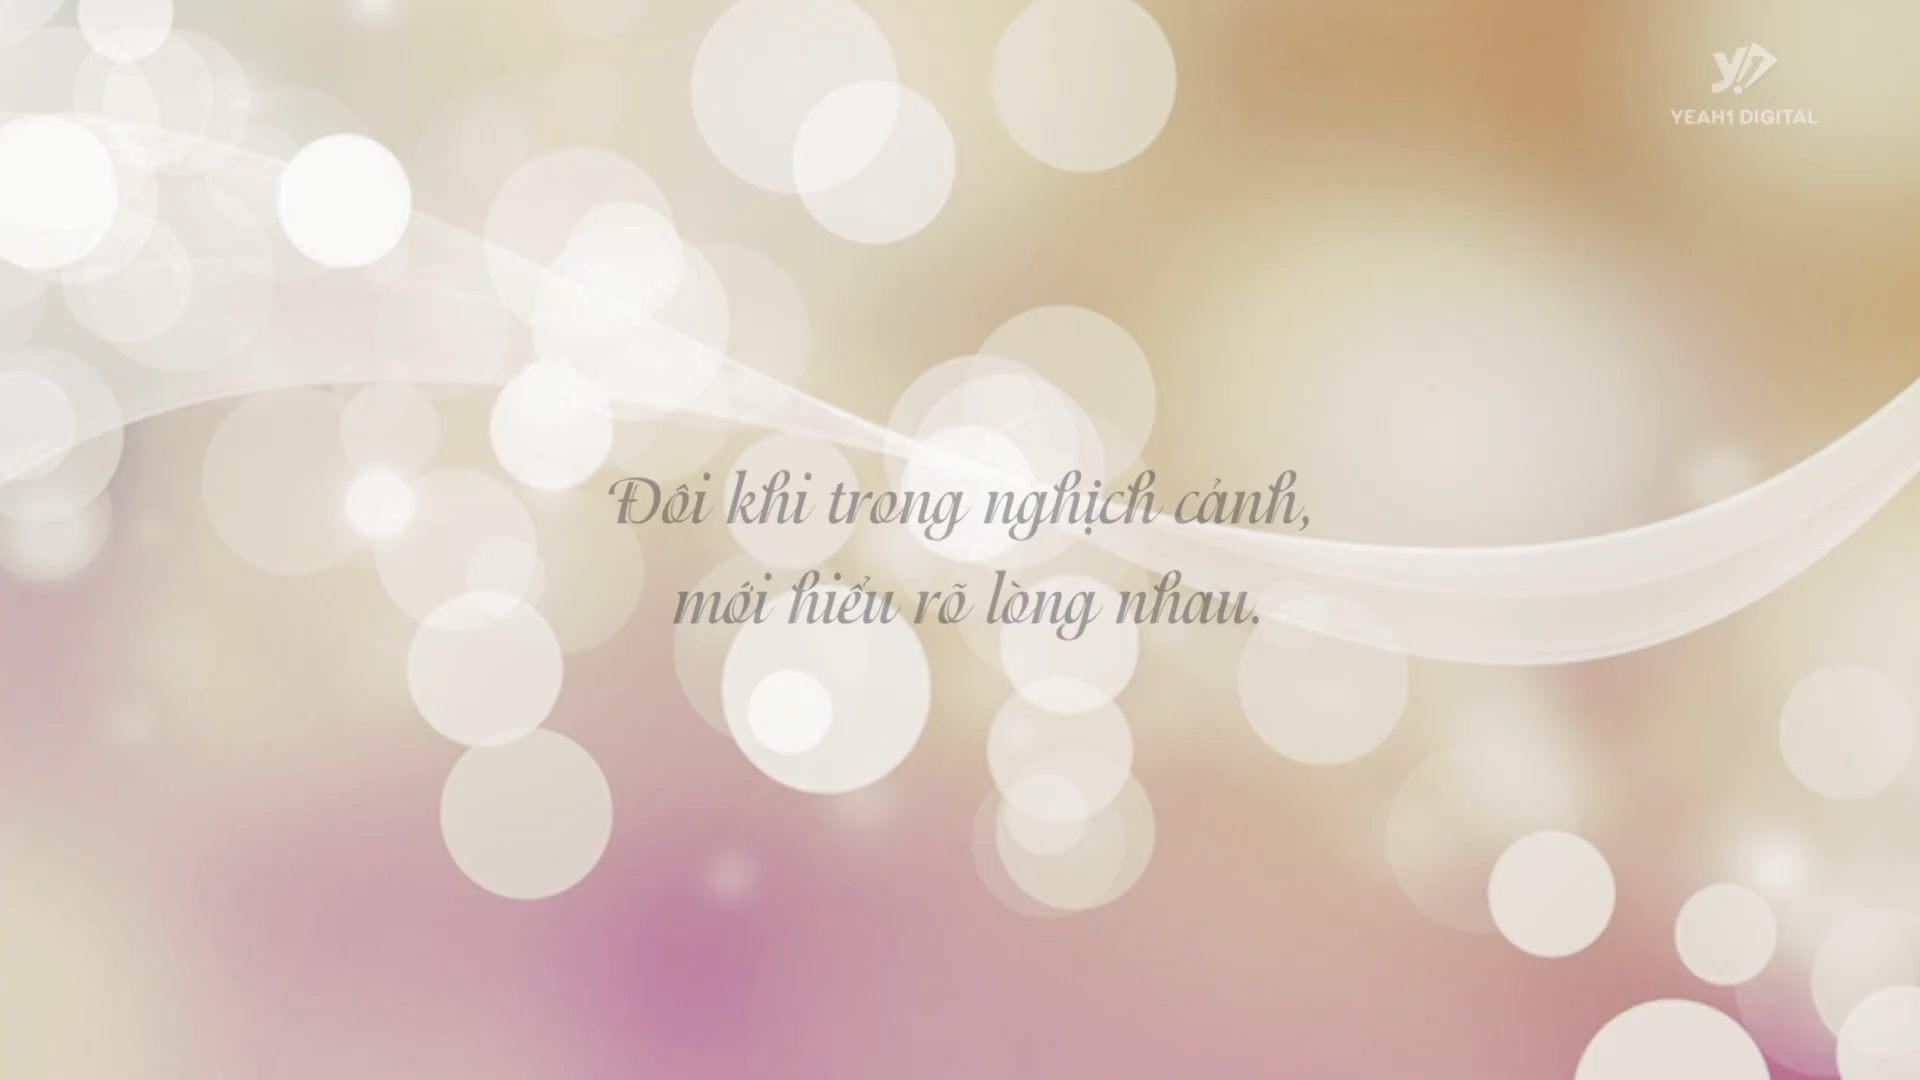 YEAH1 DIGITAL
Đôi khi trong nghịch cảnh,
mới hiểu rõ lòng nhau.